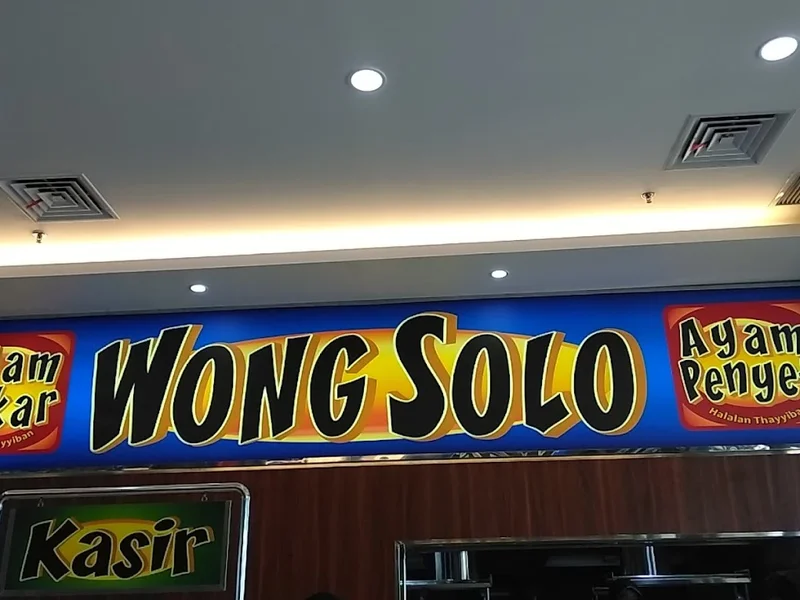 WONG SOLO
Ayam
Halalan Thayyiban
Kasir